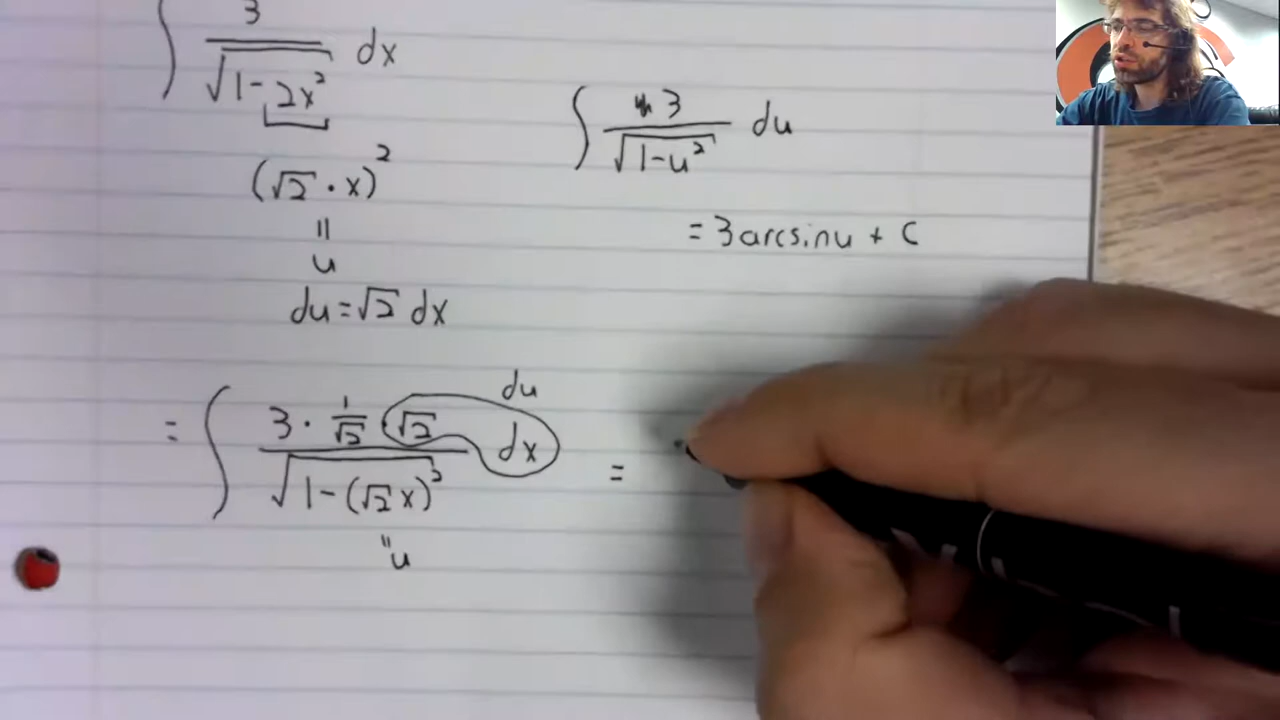 ∫ 3 / √(1-2x²) dx
(√2 · x)²
||
u
du = √2 dx
∫ 3 / √(1-u²) du
= 3 arcsin u + C
du
= ∫ 3 · 1/√2 · √2 / √(1-(√2 x)²) dx =
" u